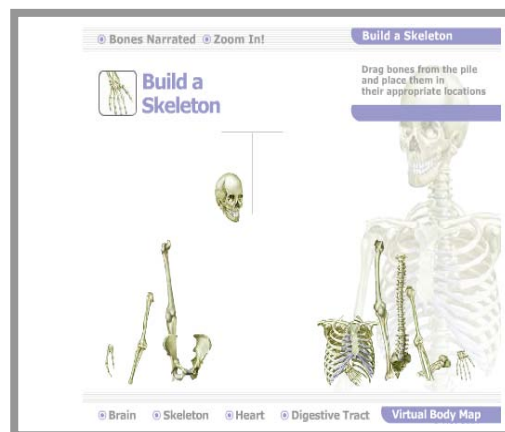 Bones Narrated Zoom In!
Build a Skeleton
Build a
Skeleton
Drag bones from the pile
and place them in
their appropriate locations
Brain Skeleton Heart Digestive Tract Virtual Body Map